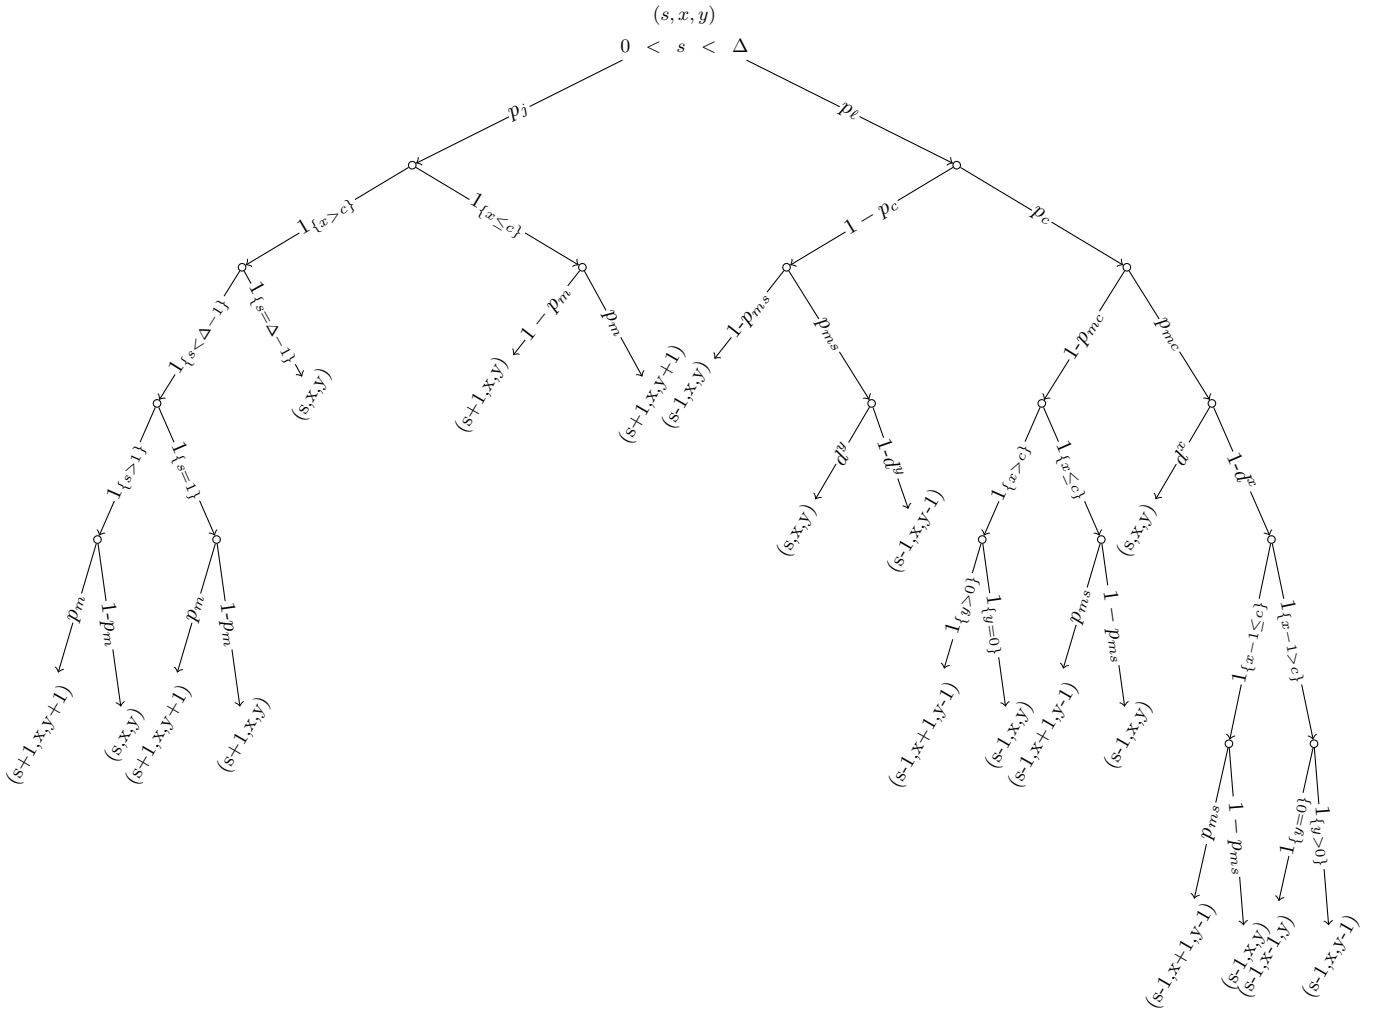 (s, x, y)
0 < s < Δ
p_j
p_ℓ
1_{x>c}
1_{x≤c}
1 − p_c
p_c
1_{s<Δ−1}
1_{s=Δ−1}
1 − p_m
p_m
1-p_{ms}
p_{ms}
1-p_{mc}
p_{mc}
(s,x,y)
(s+1,x,y)
(s+1,x,y+1)
(s-1,x,y)
1_{s>1}
1_{s=1}
d^y
1-d^y
1_{x>c}
1_{x≤c}
d^x
1-d^x
(s,x,y)
(s-1,x,y-1)
(s,x,y)
p_m
1-p_m
p_m
1-p_m
1_{y>0}
1_{y=0}
p_{ms}
1 − p_{ms}
1_{x−1≤c}
1_{x−1>c}
(s+1,x,y+1)
(s,x,y)
(s+1,x,y+1)
(s+1,x,y)
(s-1,x+1,y-1)
(s-1,x,y)
(s-1,x+1,y-1)
(s-1,x,y)
p_{ms}
1 − p_{ms}
1_{y=0}
1_{y>0}
(s-1,x+1,y-1)
(s-1,x,y)
(s-1,x-1,y)
(s-1,x,y-1)